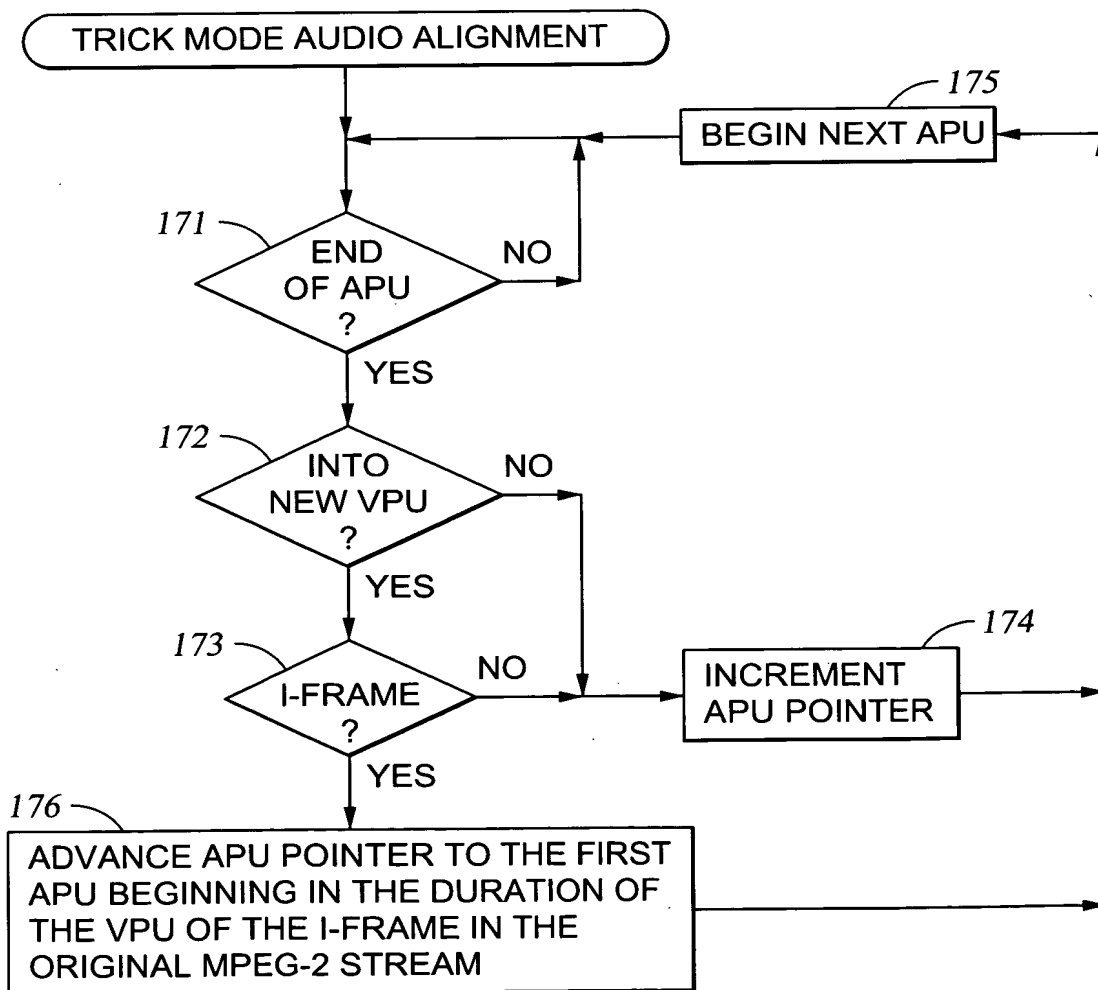 TRICK MODE AUDIO ALIGNMENT
175
BEGIN NEXT APU
171
END
OF APU
?
NO
YES
172
INTO
NEW VPU
?
NO
YES
173
I-FRAME
?
NO
174
INCREMENT
APU POINTER
YES
176
ADVANCE APU POINTER TO THE FIRST
APU BEGINNING IN THE DURATION OF
THE VPU OF THE I-FRAME IN THE
ORIGINAL MPEG-2 STREAM